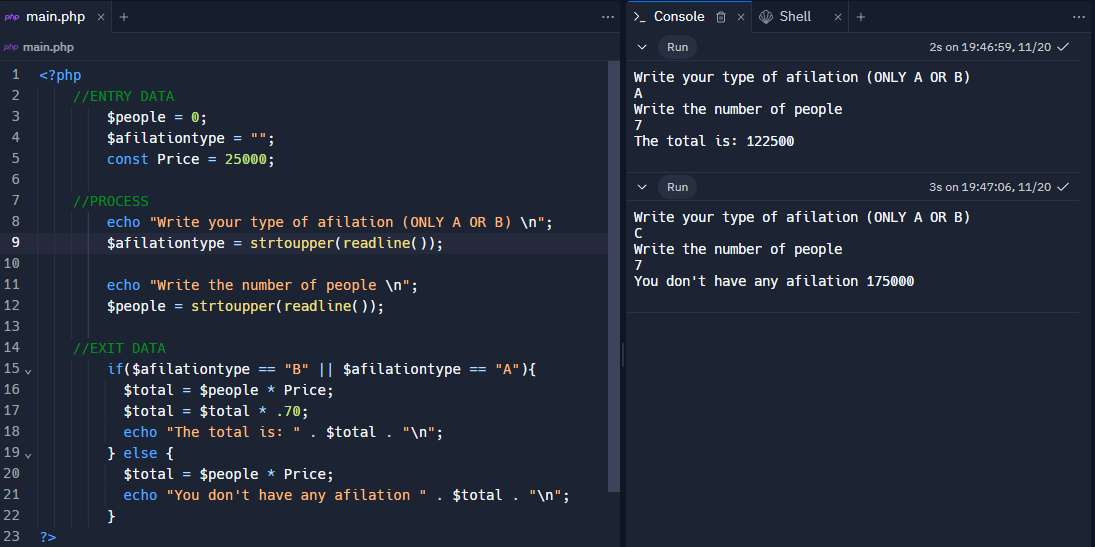 php main.php × +
php main.php
1 <?php
2 //ENTRY DATA
3 $people = 0;
4 $afilationtype = "";
5 const Price = 25000;
6
7 //PROCESS
8 echo "Write your type of afilation (ONLY A OR B) \n";
9 $afilationtype = strtoupper(readline());
10
11 echo "Write the number of people \n";
12 $people = strtoupper(readline());
13
14 //EXIT DATA
15 if($afilationtype == "B" || $afilationtype == "A"){
16 $total = $people * Price;
17 $total = $total * .70;
18 echo "The total is: " . $total . "\n";
19 } else {
20 $total = $people * Price;
21 echo "You don't have any afilation " . $total . "\n";
22 }
23 ?>
Console × Shell × +
Run 2s on 19:46:59, 11/20
Write your type of afilation (ONLY A OR B)
A
Write the number of people
7
The total is: 122500
Run 3s on 19:47:06, 11/20
Write your type of afilation (ONLY A OR B)
C
Write the number of people
7
You don't have any afilation 175000